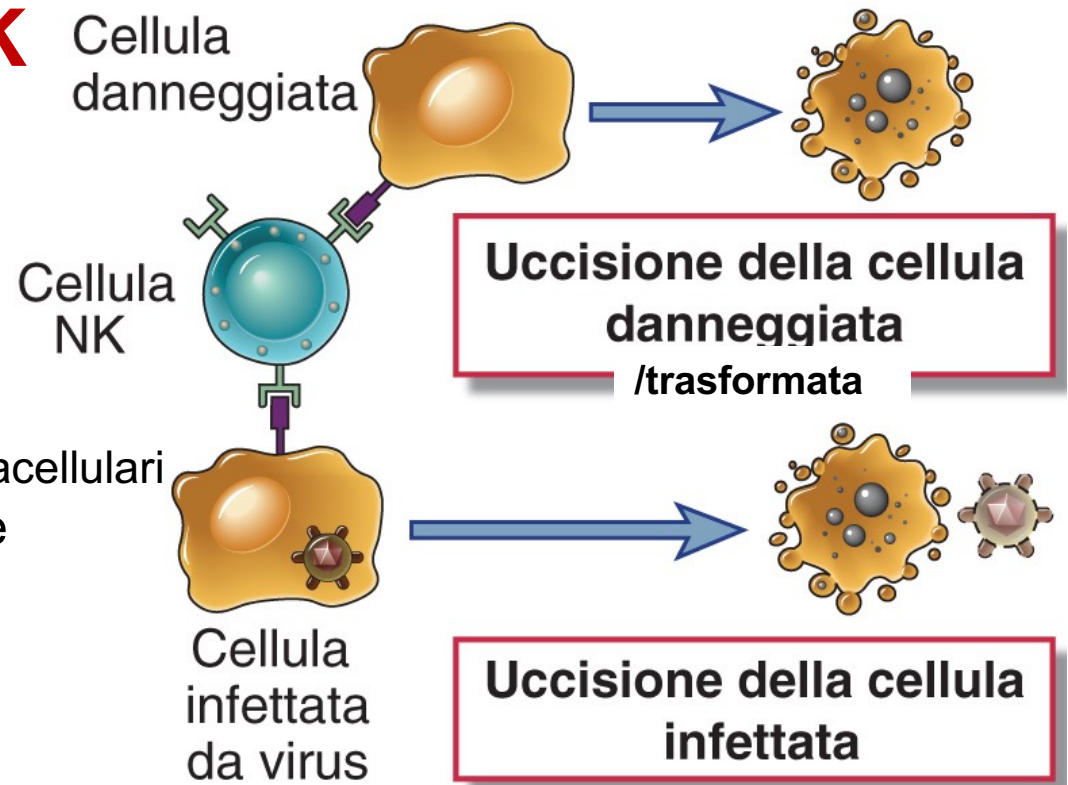 K
Cellula
danneggiata
Uccisione della cellula
danneggiata
/trasformata
Cellula
NK
acellulari
e
Cellula
infettata
da virus
Uccisione della cellula
infettata